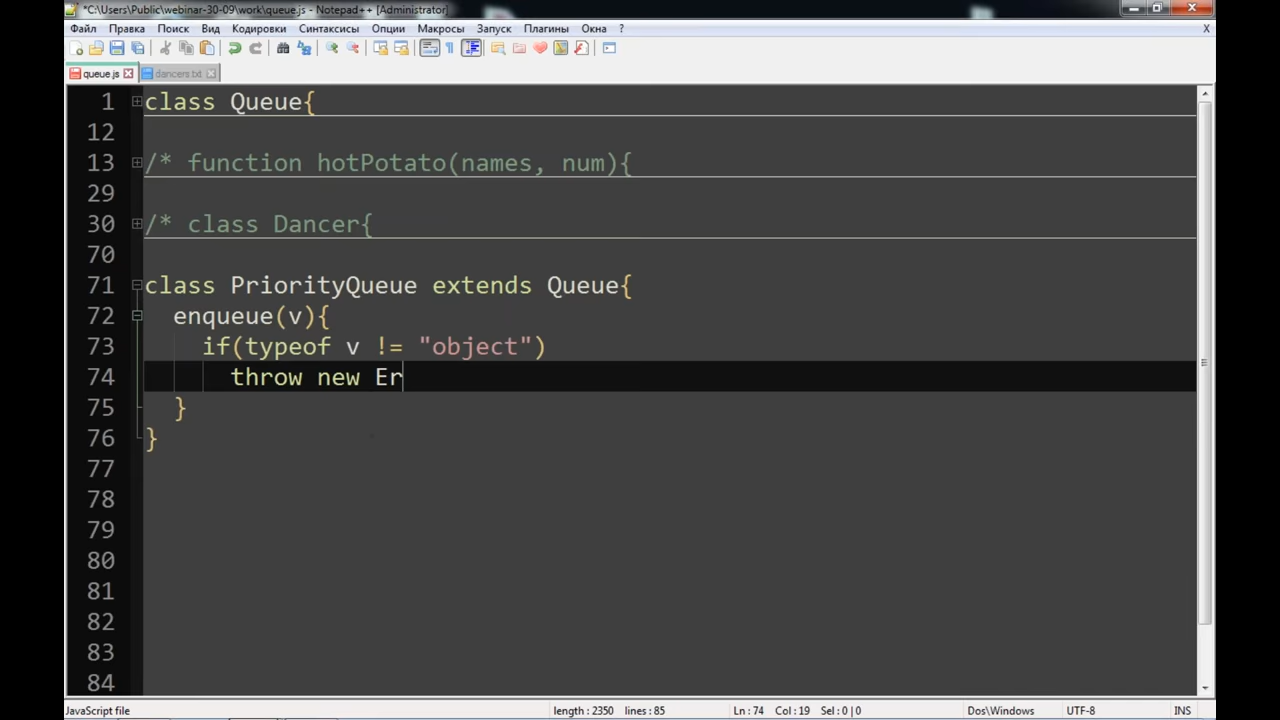 *C:\Users\Public\webinar-30-09\work\queue.js - Notepad++ [Administrator]
Файл Правка Поиск Вид Кодировки Синтаксисы Опции Макросы Запуск Плагины Окна ? X
queue.js dancers.txt
1 class Queue{
12
13 /* function hotPotato(names, num){
29
30 /* class Dancer{
70
71 class PriorityQueue extends Queue{
72 enqueue(v){
73 if(typeof v != "object")
74 throw new Er
75 }
76 }
77
78
79
80
81
82
83
84
JavaScript file length : 2350 lines : 85 Ln : 74 Col : 19 Sel : 0 | 0 Dos\Windows UTF-8 INS